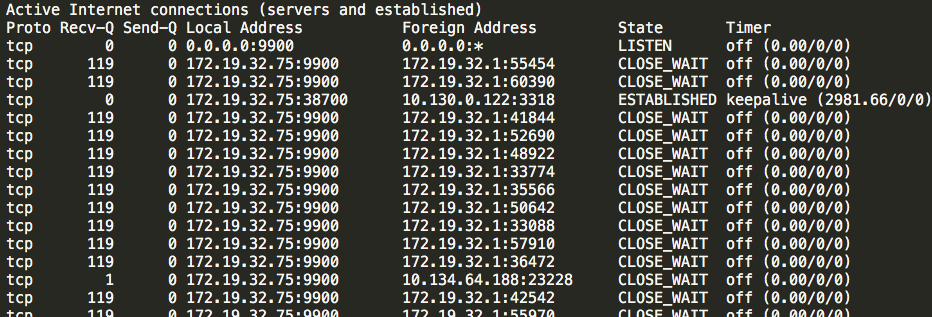 Active Internet connections (servers and established)
Proto Recv-Q Send-Q Local Address           Foreign Address         State       Timer
tcp        0      0 0.0.0.0:9900            0.0.0.0:*               LISTEN      off (0.00/0/0)
tcp      119      0 172.19.32.75:9900       172.19.32.1:55454       CLOSE_WAIT  off (0.00/0/0)
tcp      119      0 172.19.32.75:9900       172.19.32.1:60390       CLOSE_WAIT  off (0.00/0/0)
tcp        0      0 172.19.32.75:38700      10.130.0.122:3318       ESTABLISHED keepalive (2981.66/0/0)
tcp      119      0 172.19.32.75:9900       172.19.32.1:41844       CLOSE_WAIT  off (0.00/0/0)
tcp      119      0 172.19.32.75:9900       172.19.32.1:52690       CLOSE_WAIT  off (0.00/0/0)
tcp      119      0 172.19.32.75:9900       172.19.32.1:48922       CLOSE_WAIT  off (0.00/0/0)
tcp      119      0 172.19.32.75:9900       172.19.32.1:33774       CLOSE_WAIT  off (0.00/0/0)
tcp      119      0 172.19.32.75:9900       172.19.32.1:35566       CLOSE_WAIT  off (0.00/0/0)
tcp      119      0 172.19.32.75:9900       172.19.32.1:50642       CLOSE_WAIT  off (0.00/0/0)
tcp      119      0 172.19.32.75:9900       172.19.32.1:33088       CLOSE_WAIT  off (0.00/0/0)
tcp      119      0 172.19.32.75:9900       172.19.32.1:57910       CLOSE_WAIT  off (0.00/0/0)
tcp      119      0 172.19.32.75:9900       172.19.32.1:36472       CLOSE_WAIT  off (0.00/0/0)
tcp        1      0 172.19.32.75:9900       10.134.64.188:23228     CLOSE_WAIT  off (0.00/0/0)
tcp      119      0 172.19.32.75:9900       172.19.32.1:42542       CLOSE_WAIT  off (0.00/0/0)
tcp      119      0 172.19.32.75:9900       172.19.32.1:55970       CLOSE_WAIT  off (0.00/0/0)